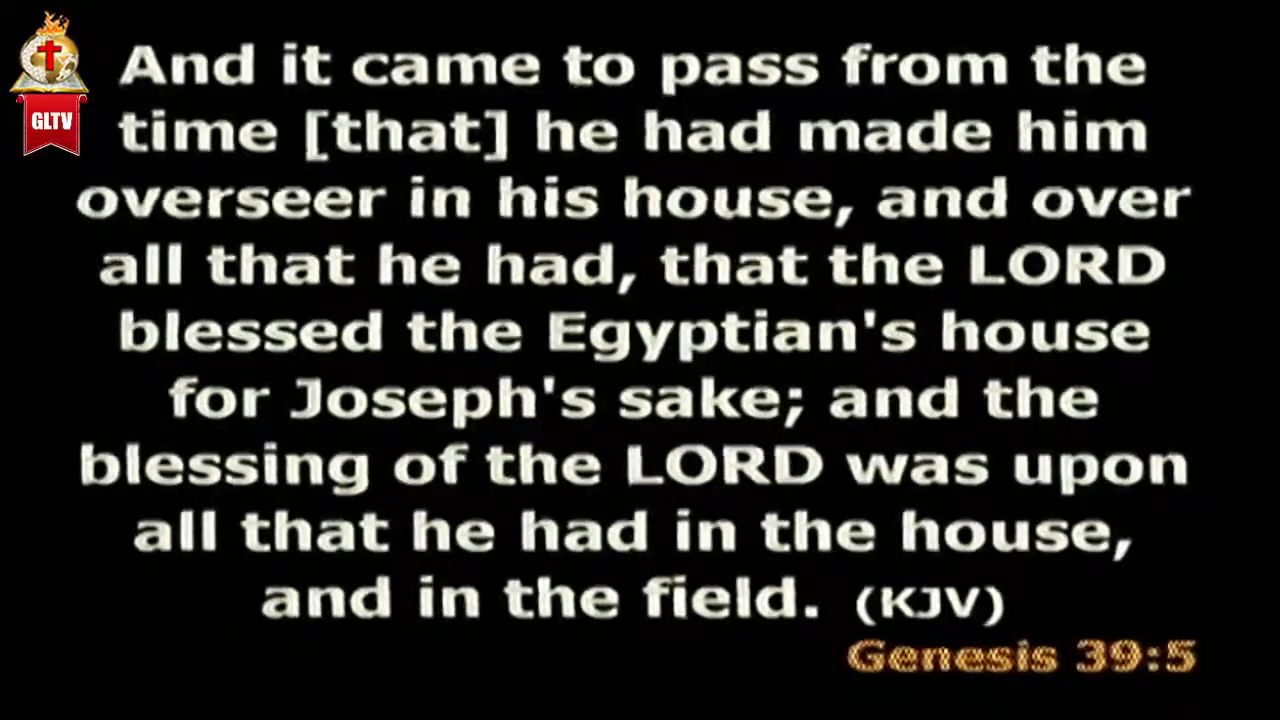 GLTV
And it came to pass from the
time [that] he had made him
overseer in his house, and over
all that he had, that the LORD
blessed the Egyptian's house
for Joseph's sake; and the
blessing of the LORD was upon
all that he had in the house,
and in the field. (KJV)
Genesis 39:5